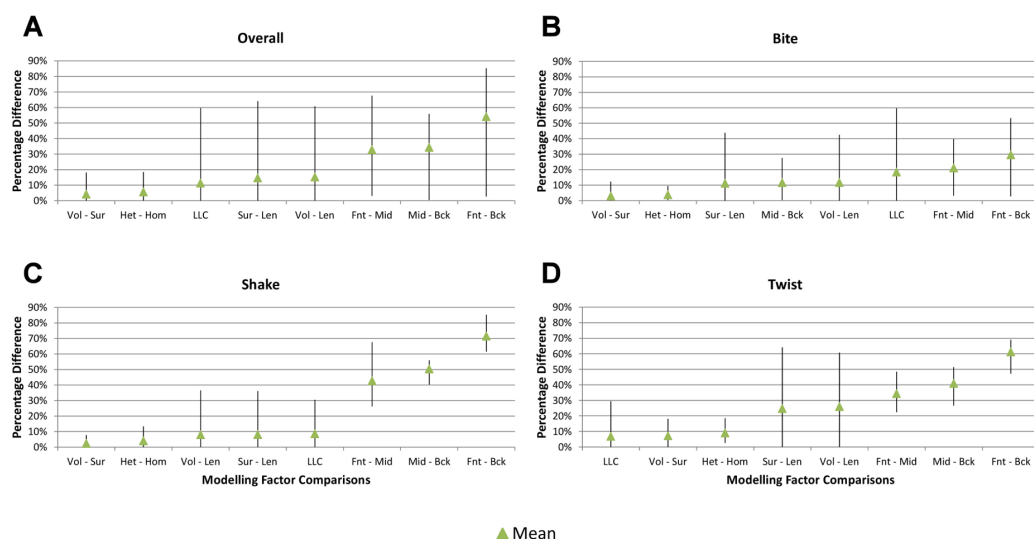 A
Overall
Percentage Difference
90%
80%
70%
60%
50%
40%
30%
20%
10%
0%
Vol - Sur Het - Hom LLC Sur - Len Vol - Len Fnt - Mid Mid - Bck Fnt - Bck
B
Bite
Percentage Difference
90%
80%
70%
60%
50%
40%
30%
20%
10%
0%
Vol - Sur Het - Hom Sur - Len Mid - Bck Vol - Len LLC Fnt - Mid Fnt - Bck
C
Shake
Percentage Difference
90%
80%
70%
60%
50%
40%
30%
20%
10%
0%
Vol - Sur Het - Hom Vol - Len Sur - Len LLC Fnt - Mid Mid - Bck Fnt - Bck
Modelling Factor Comparisons
D
Twist
Percentage Difference
90%
80%
70%
60%
50%
40%
30%
20%
10%
0%
LLC Vol - Sur Het - Hom Sur - Len Vol - Len Fnt - Mid Mid - Bck Fnt - Bck
Modelling Factor Comparisons
Mean